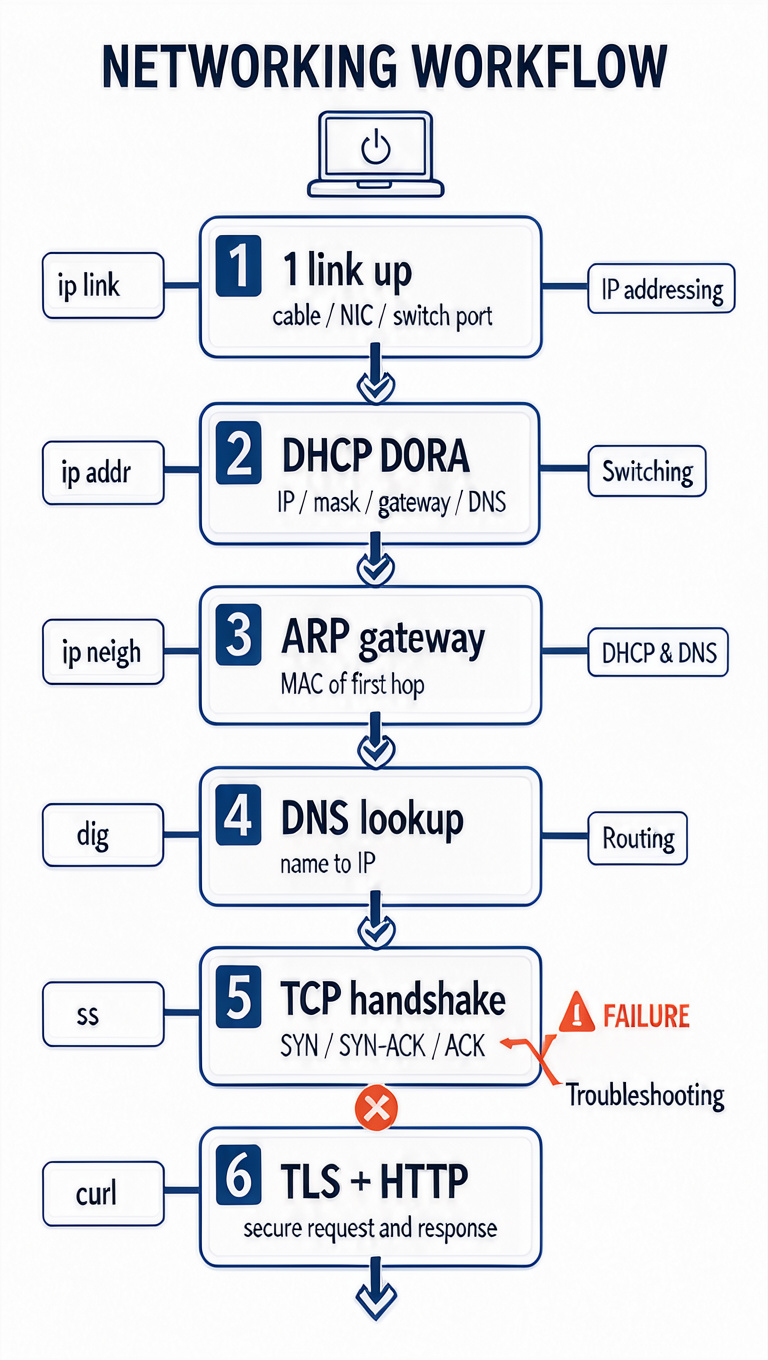 NETWORKING WORKFLOW
ip link
1
1 link up
cable / NIC / switch port
IP addressing
ip addr
2
DHCP DORA
IP / mask / gateway / DNS
Switching
ip neigh
3
ARP gateway
MAC of first hop
DHCP & DNS
dig
4
DNS lookup
name to IP
Routing
ss
5
TCP handshake
SYN / SYN-ACK / ACK
FAILURE
Troubleshooting
curl
6
TLS + HTTP
secure request and response